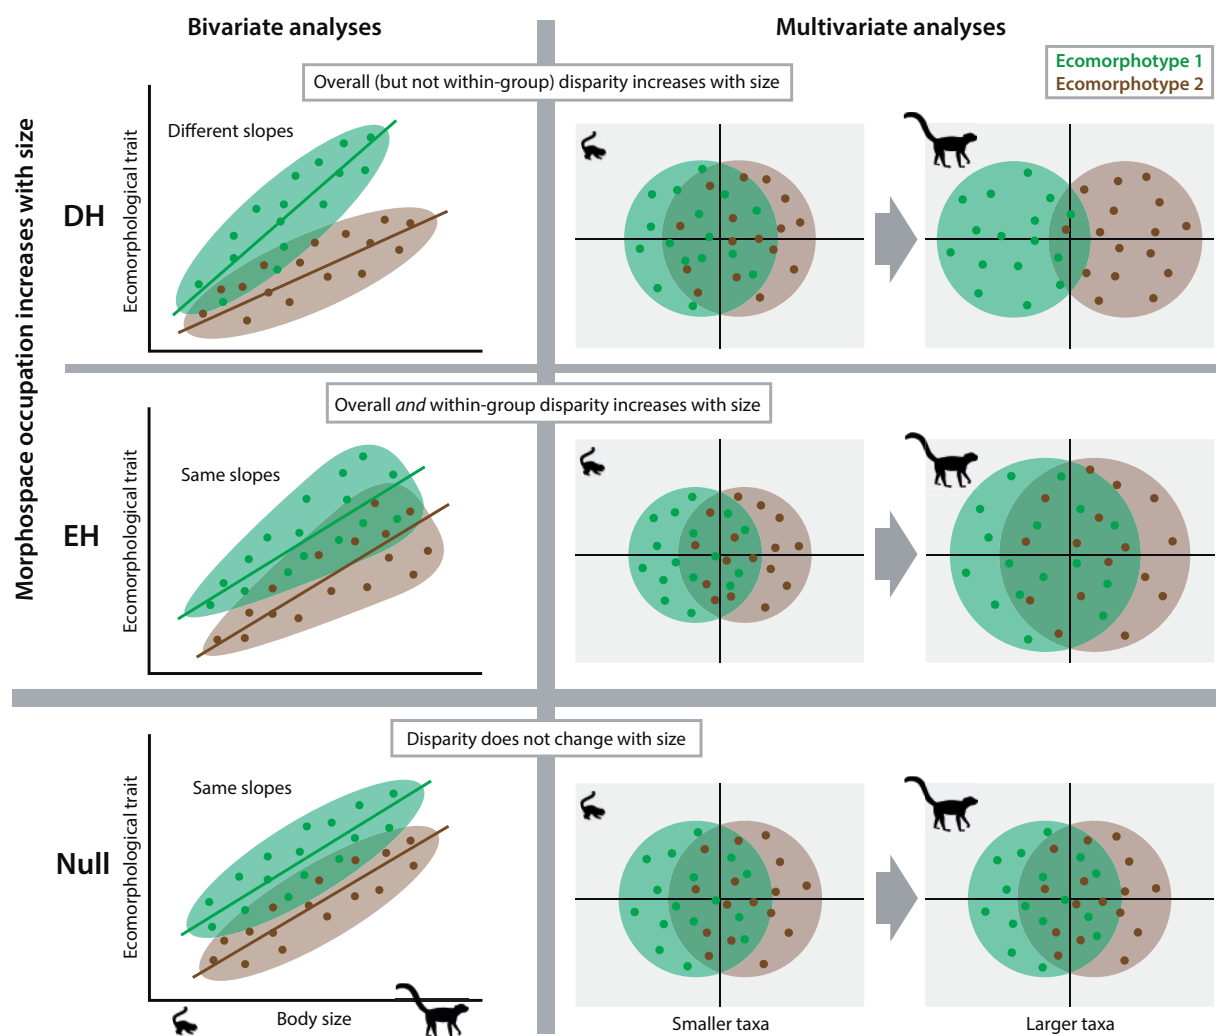 Bivariate analyses
Multivariate analyses
Ecomorphotype 1
Ecomorphotype 2
Morphospace occupation increases with size
Overall (but not within-group) disparity increases with size
DH
Ecomorphological trait
Different slopes
Overall and within-group disparity increases with size
EH
Ecomorphological trait
Same slopes
Disparity does not change with size
Null
Ecomorphological trait
Same slopes
Body size
Smaller taxa
Larger taxa